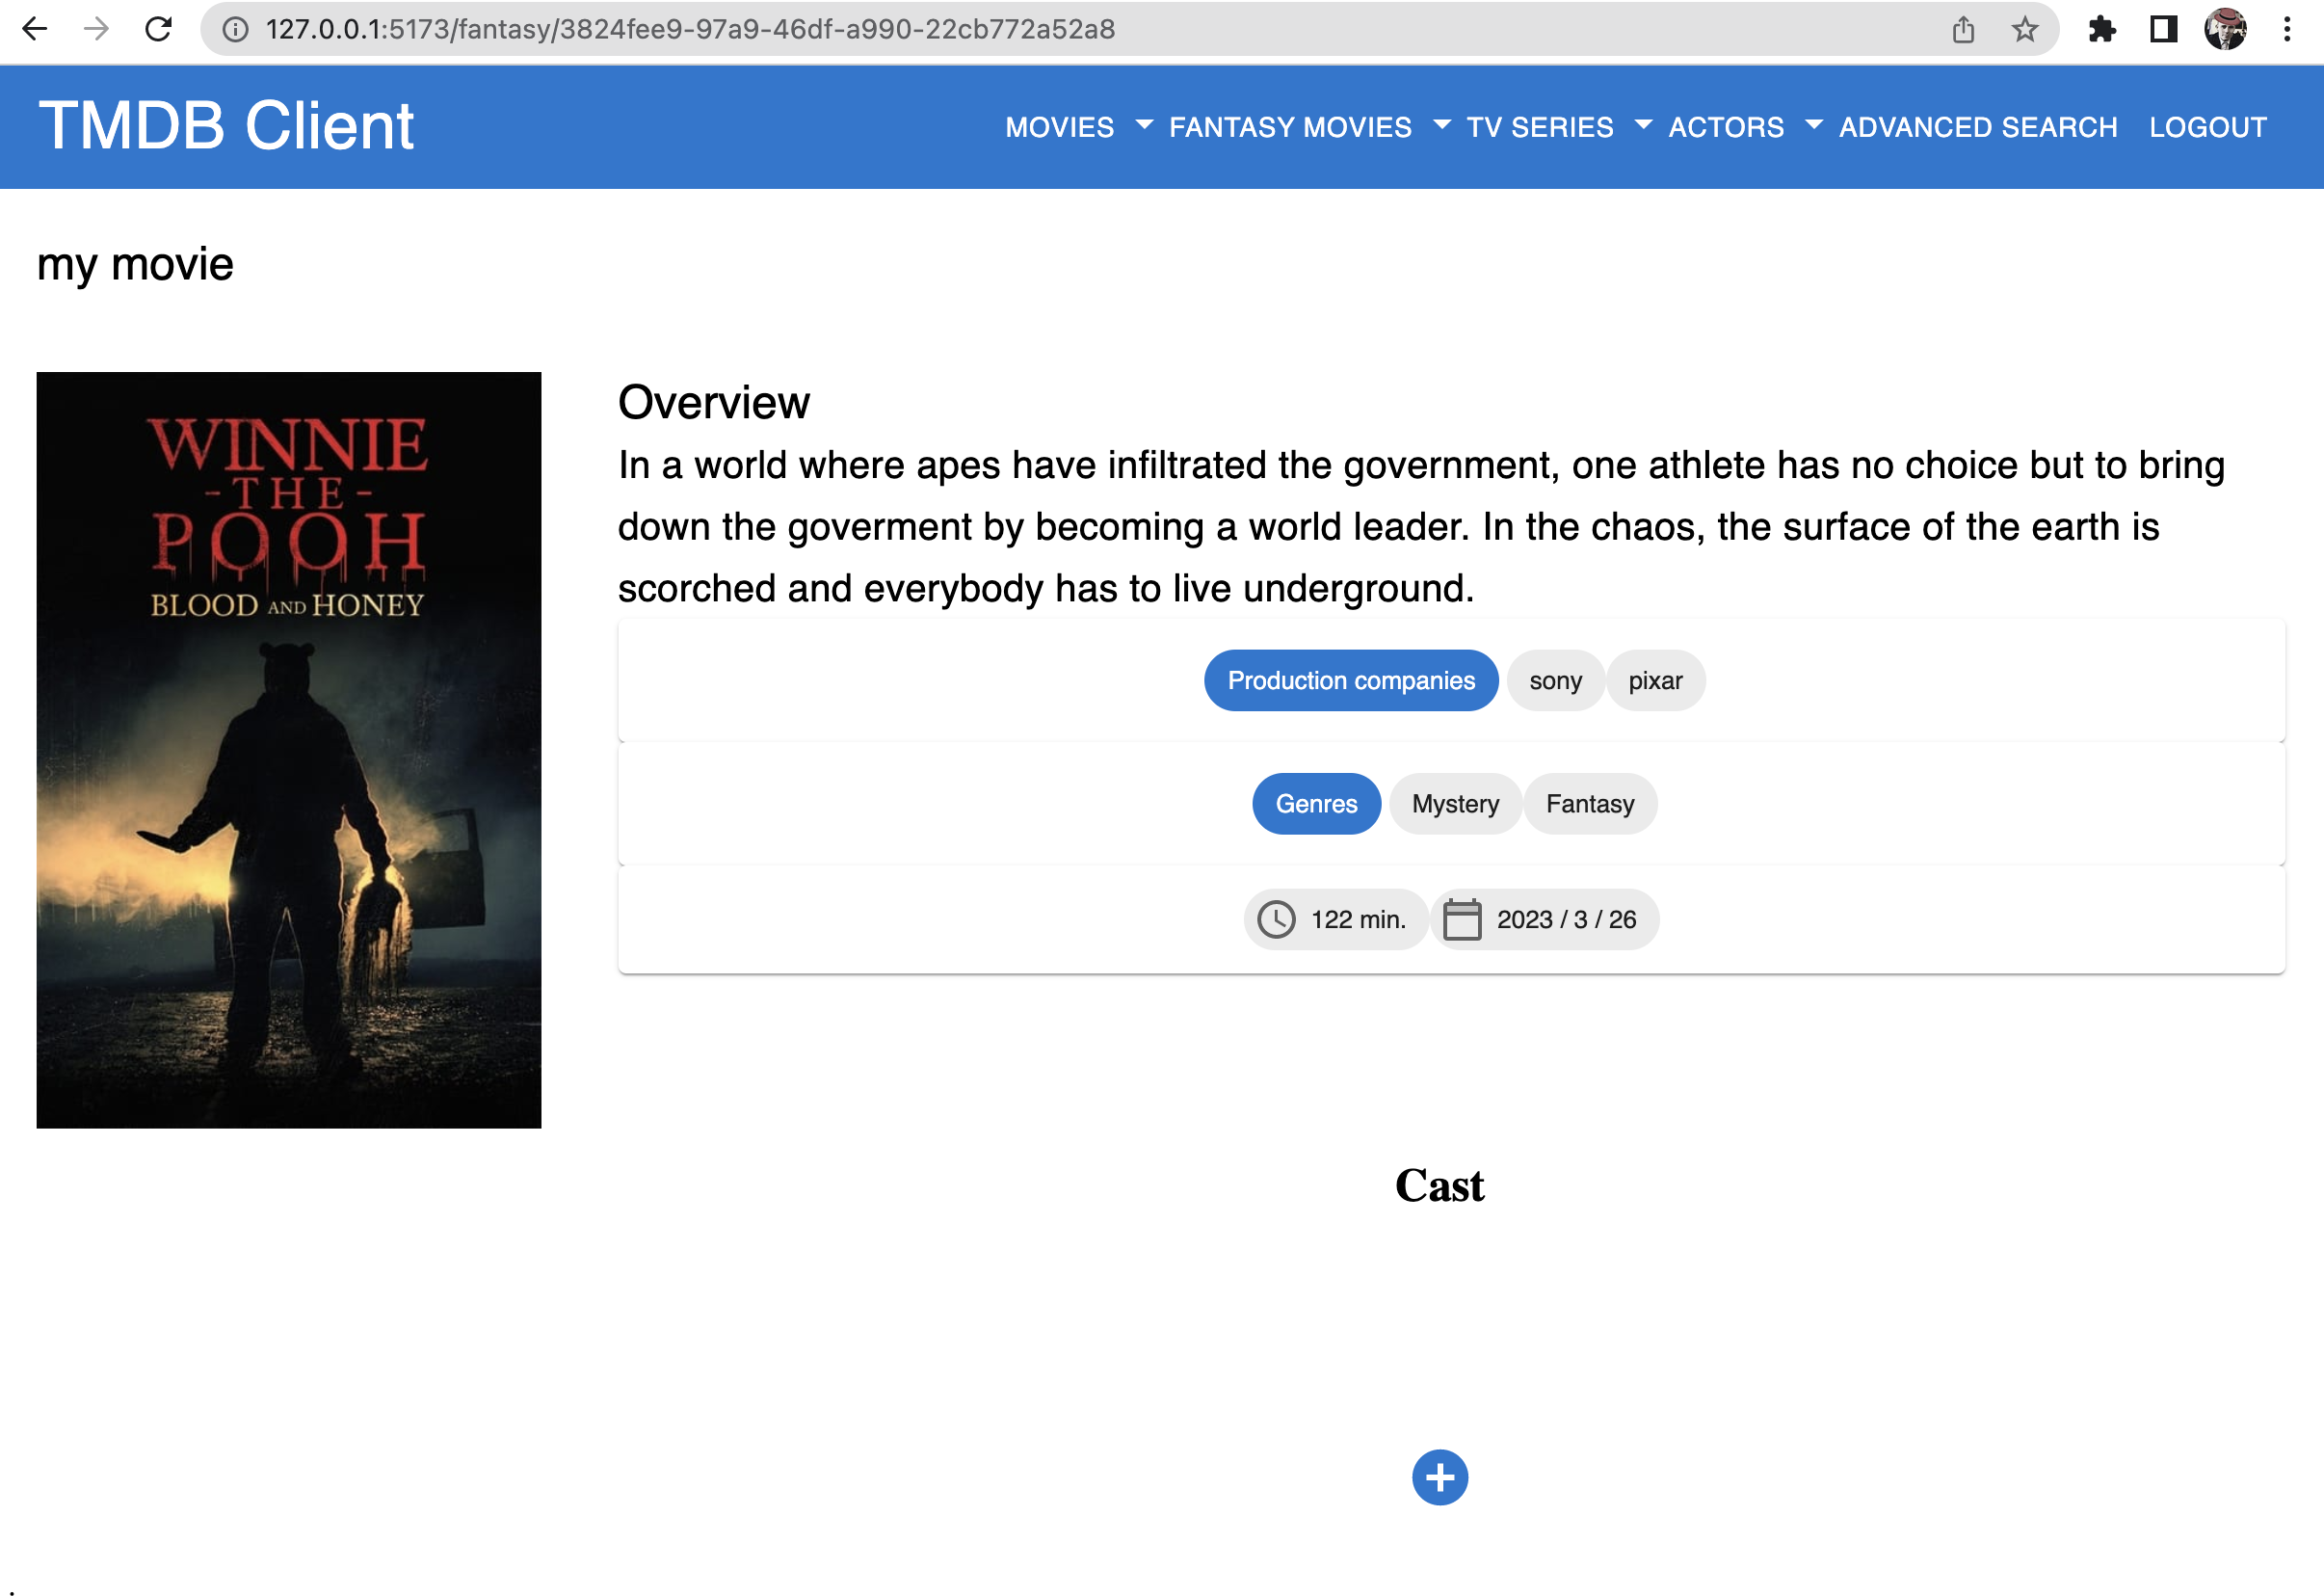 127.0.0.1:5173/fantasy/3824fee9-97a9-46df-a990-22cb772a52a8
TMDB Client
MOVIES FANTASY MOVIES TV SERIES ACTORS ADVANCED SEARCH LOGOUT
my movie
WINNIE
-THE-
POOH
BLOOD AND HONEY
Overview
In a world where apes have infiltrated the government, one athlete has no choice but to bring
down the goverment by becoming a world leader. In the chaos, the surface of the earth is
scorched and everybody has to live underground.
Production companies sony pixar
Genres Mystery Fantasy
122 min. 2023 / 3 / 26
Cast